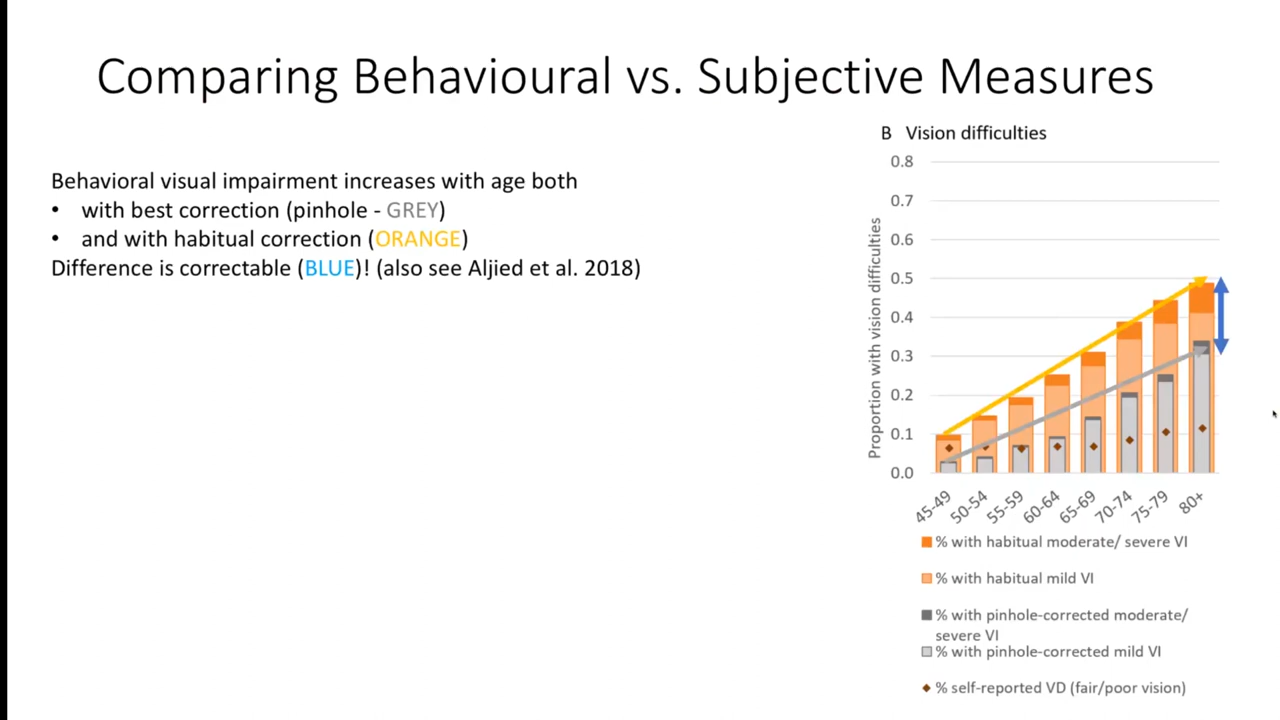 Comparing Behavioural vs. Subjective Measures
B Vision difficulties
Behavioral visual impairment increases with age both
• with best correction (pinhole - GREY)
• and with habitual correction (ORANGE)
Difference is correctable (BLUE)! (also see Aljied et al. 2018)
Proportion with vision difficulties
0.8
0.7
0.6
0.5
0.4
0.3
0.2
0.1
0.0
45-49
50-54
55-59
60-64
65-69
70-74
75-79
80+
% with habitual moderate/ severe VI
% with habitual mild VI
% with pinhole-corrected moderate/
severe VI
% with pinhole-corrected mild VI
% self-reported VD (fair/poor vision)